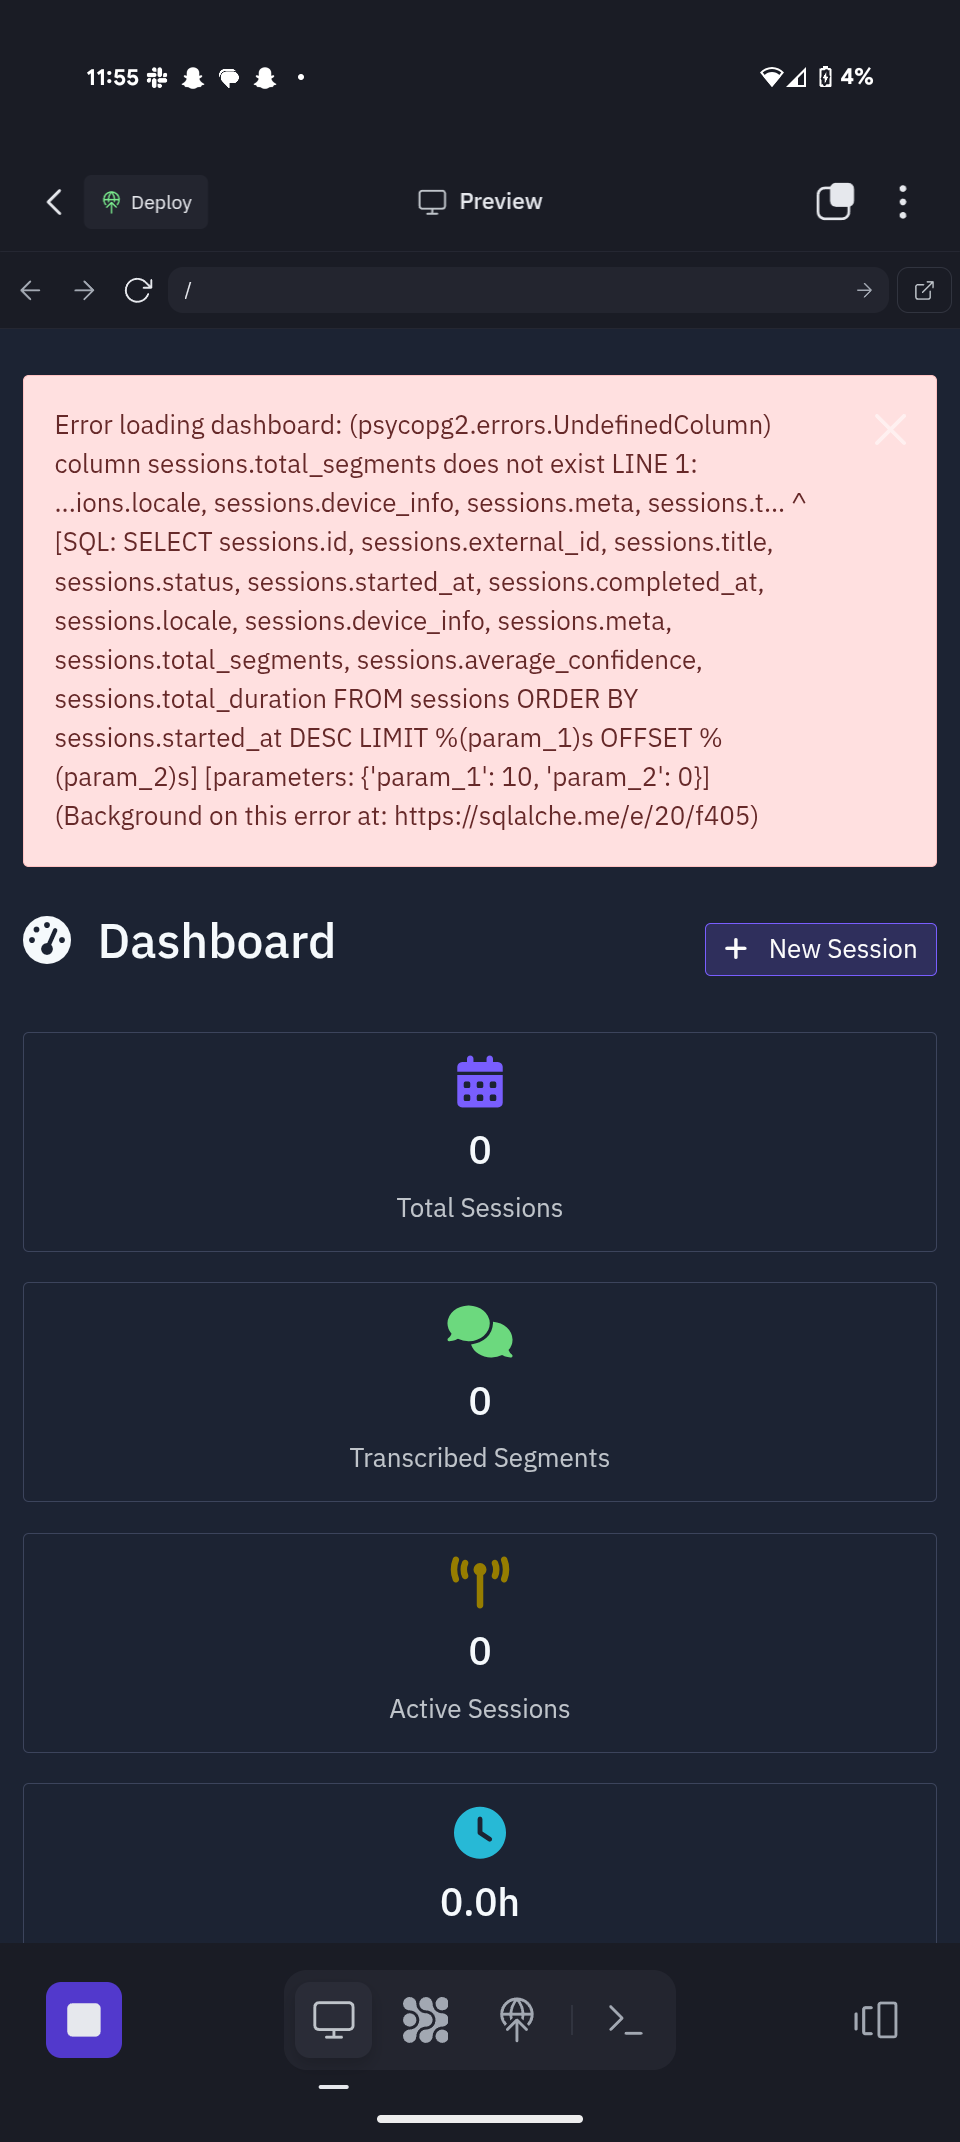 11:55
4%
Deploy
Preview
/
Error loading dashboard: (psycopg2.errors.UndefinedColumn)
column sessions.total_segments does not exist LINE 1:
...ions.locale, sessions.device_info, sessions.meta, sessions.t... ^
[SQL: SELECT sessions.id, sessions.external_id, sessions.title,
sessions.status, sessions.started_at, sessions.completed_at,
sessions.locale, sessions.device_info, sessions.meta,
sessions.total_segments, sessions.average_confidence,
sessions.total_duration FROM sessions ORDER BY
sessions.started_at DESC LIMIT %(param_1)s OFFSET %
(param_2)s] [parameters: {'param_1': 10, 'param_2': 0}]
(Background on this error at: https://sqlalche.me/e/20/f405)
Dashboard
New Session
0
Total Sessions
0
Transcribed Segments
0
Active Sessions
0.0h